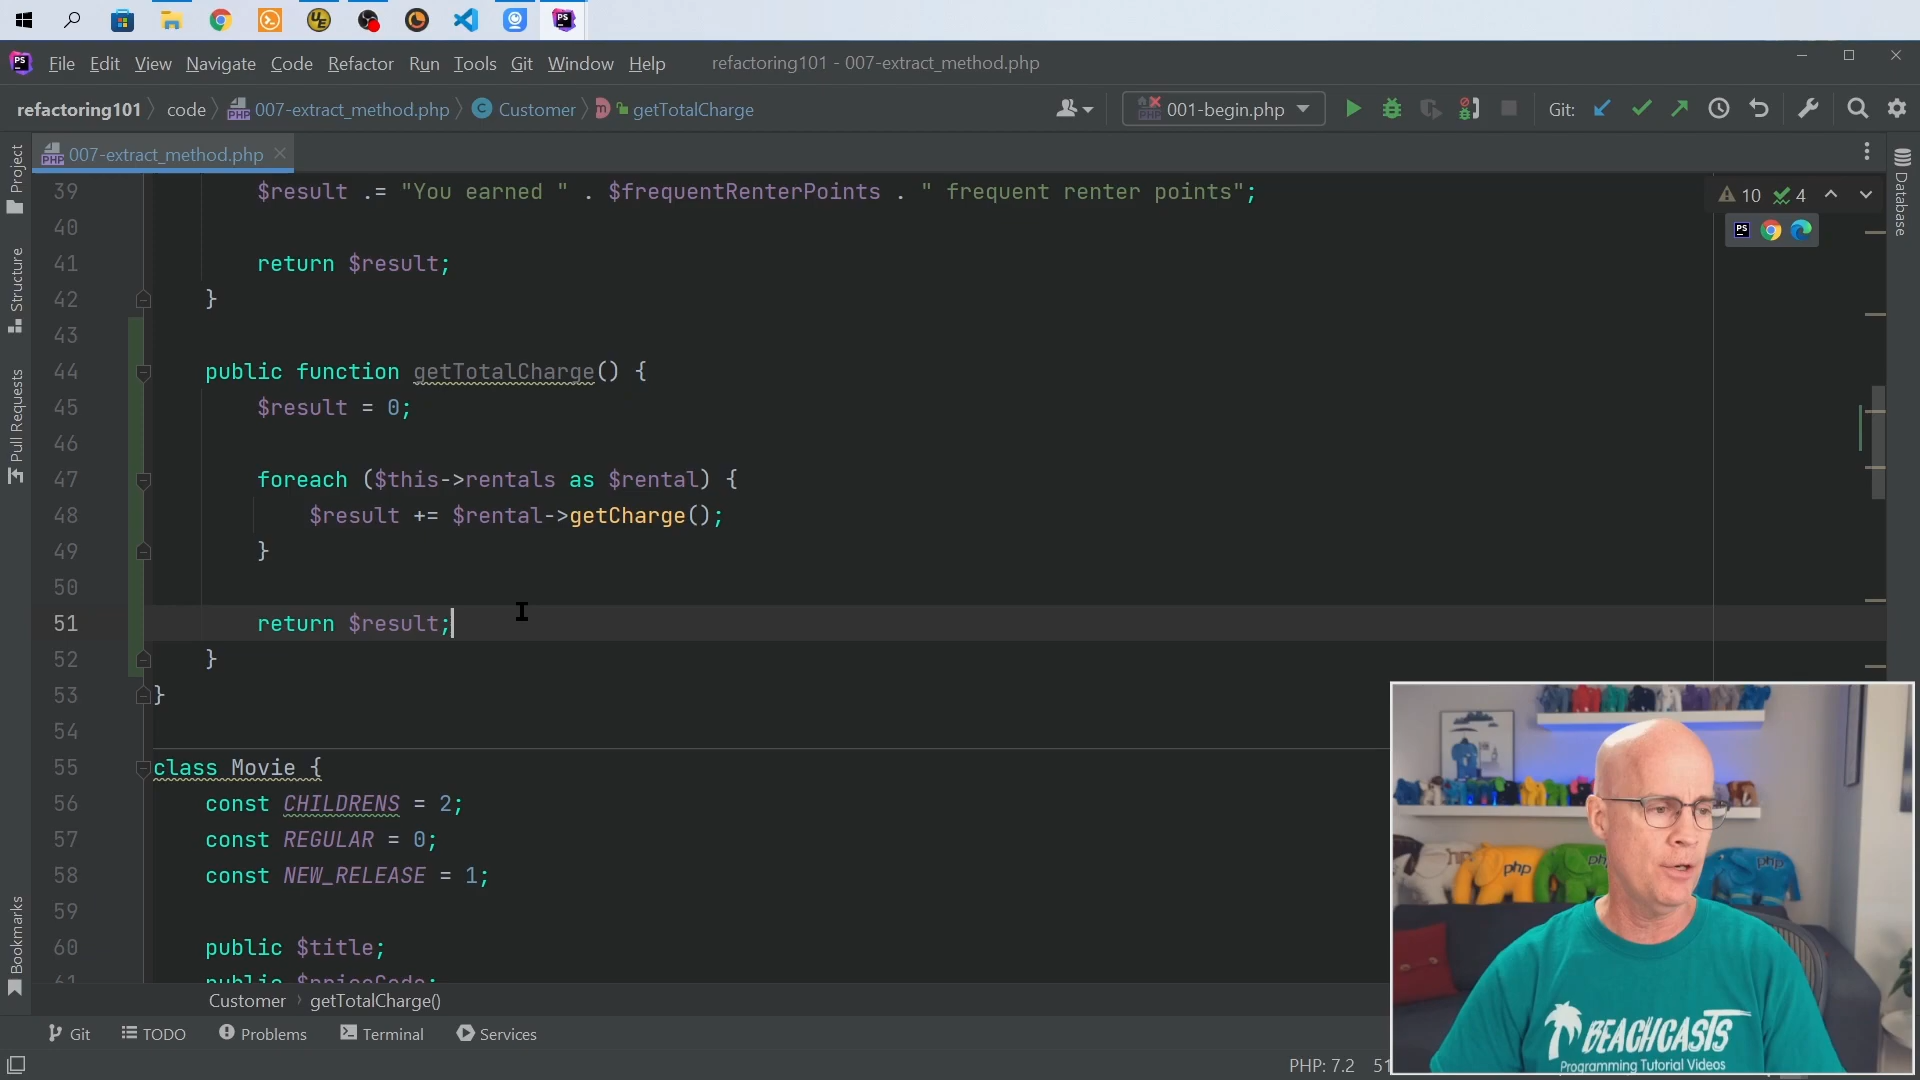 File Edit View Navigate Code Refactor Run Tools Git Window Help refactoring101 - 007-extract_method.php
refactoring101 code 007-extract_method.php Customer getTotalCharge 001-begin.php Git:
007-extract_method.php
Project
Structure
Pull Requests
Bookmarks
Database
10 4
39 $result .= "You earned " . $frequentRenterPoints . " frequent renter points";
40
41 return $result;
42 }
43
44 public function getTotalCharge() {
45 $result = 0;
46
47 foreach ($this->rentals as $rental) {
48 $result += $rental->getCharge();
49 }
50
51 return $result;
52 }
53 }
54
55 class Movie {
56 const CHILDRENS = 2;
57 const REGULAR = 0;
58 const NEW_RELEASE = 1;
59
60 public $title;
61 public $priceCode;
Customer getTotalCharge()
Git TODO Problems Terminal Services
PHP: 7.2
php
BEACHCASTS
Programming Tutorial Videos